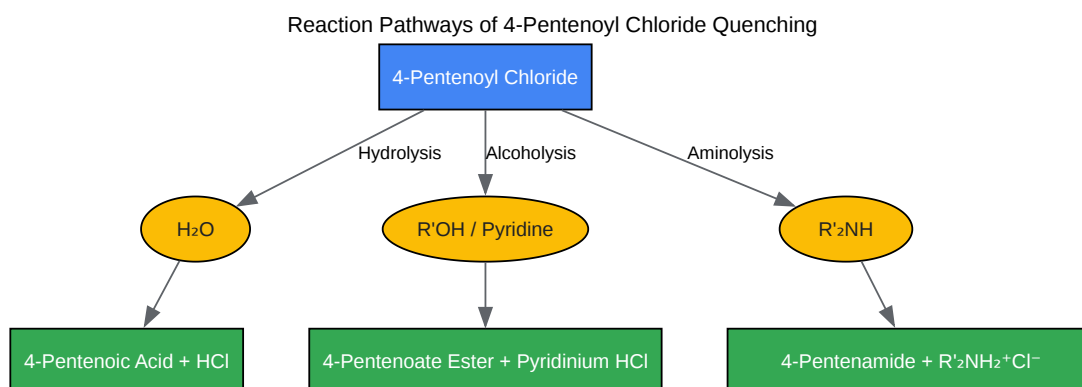 Reaction Pathways of 4-Pentenoyl Chloride Quenching
4-Pentenoyl Chloride
Hydrolysis
Alcoholysis
Aminolysis
H₂O
R'OH / Pyridine
R'₂NH
4-Pentenoic Acid + HCl
4-Pentenoate Ester + Pyridinium HCl
4-Pentenamide + R'₂NH₂⁺Cl⁻